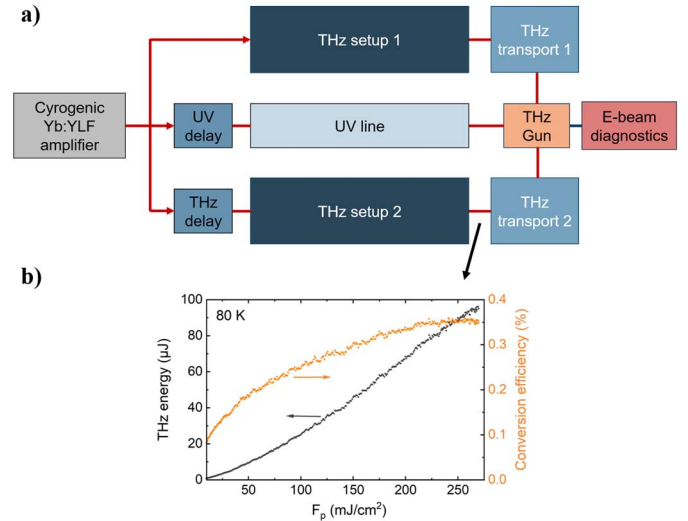 a)
THz setup 1
THz
transport 1
Cyrogenic
Yb:YLF
amplifier
UV
delay
UV line
THz
Gun
E-beam
diagnostics
THz
delay
THz setup 2
THz
transport 2
b)
80 K
100
80
60
40
20
0
THz energy (μJ)
0.4
0.3
0.2
0.1
0.0
Conversion efficiency (%)
50
100
150
200
250
Fp (mJ/cm²)